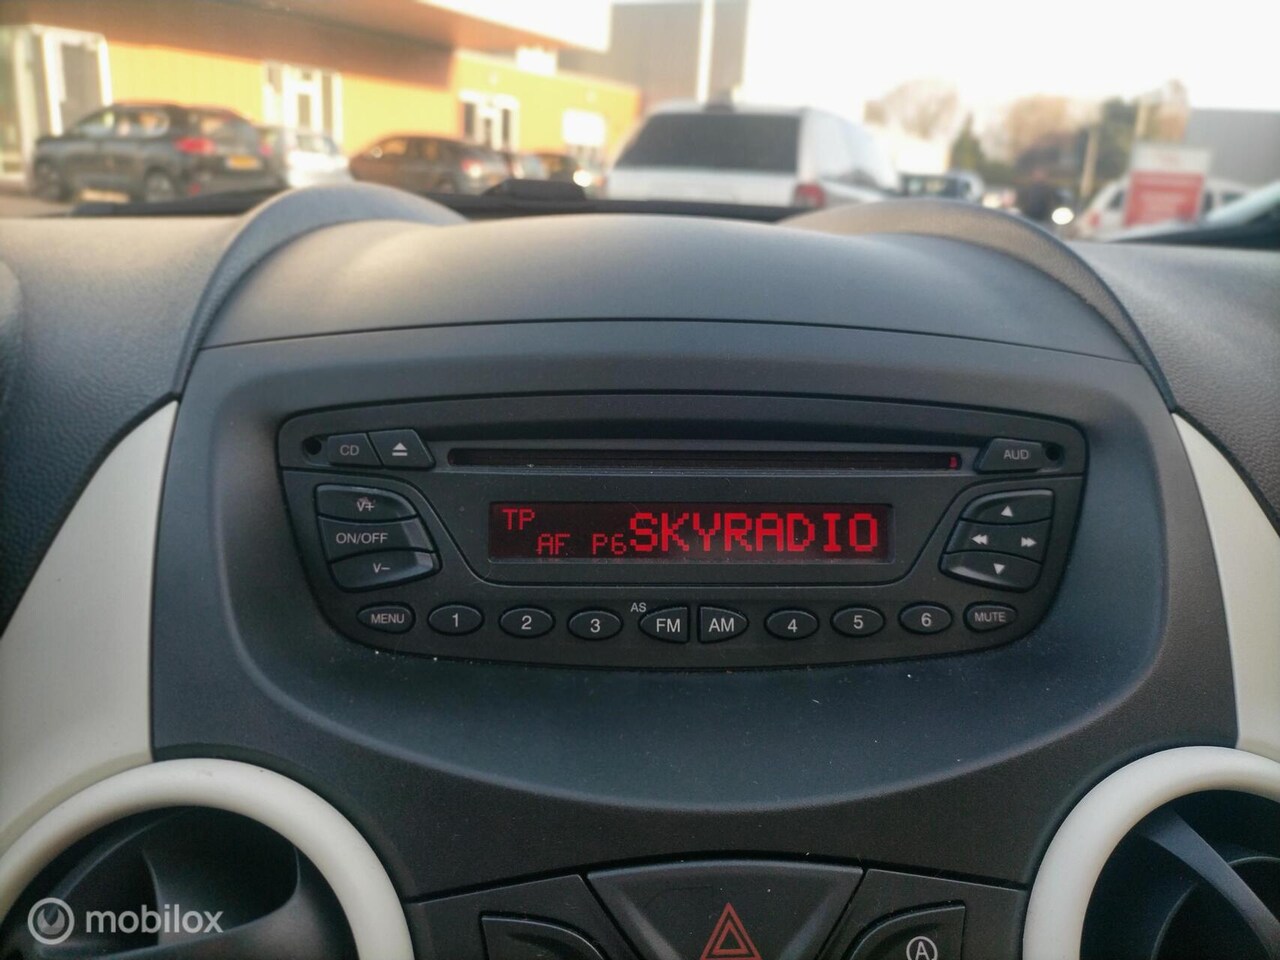 CD
AUD
V+
ON/OFF
V-
TP
AF P6 SKYRADIO
MENU 1 2 3 AS FM AM 4 5 6 MUTE
A
mobilox